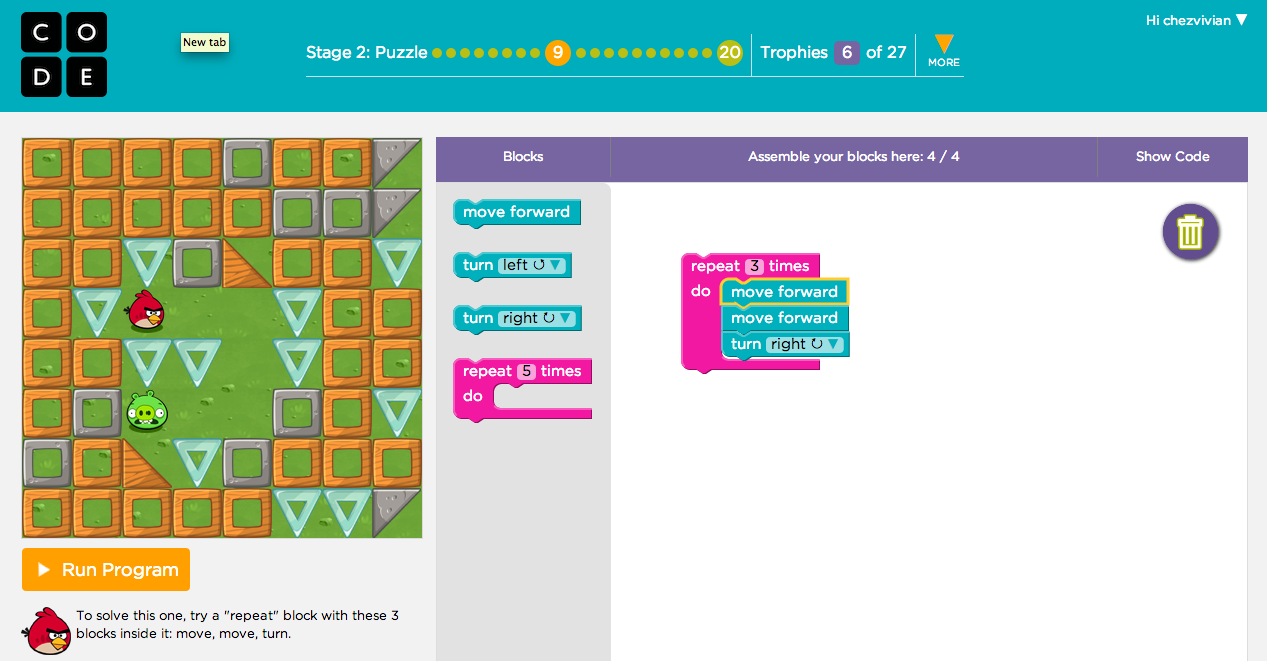 C O
D E
New tab
Stage 2: Puzzle 9 20
Trophies 6 of 27
MORE
Hi chezvivian ▼
Blocks
Assemble your blocks here: 4 / 4
Show Code
move forward
turn left ↺ ▼
turn right ↻ ▼
repeat 5 times
do
repeat 3 times
do move forward
move forward
turn right ↻ ▼
Run Program
To solve this one, try a "repeat" block with these 3
blocks inside it: move, move, turn.